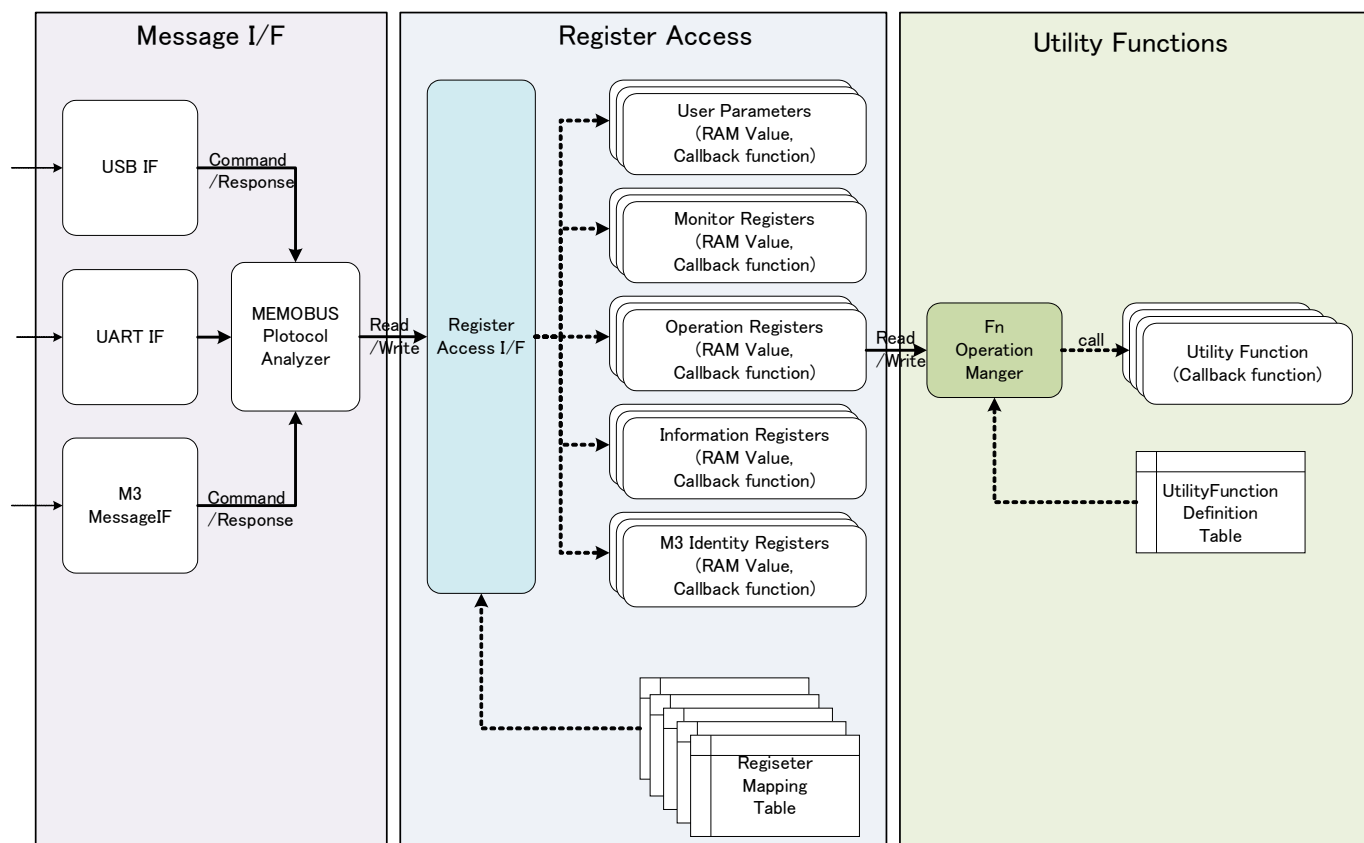 Message I/F
Register Access
Utility Functions
USB IF
Command
/Response
UART IF
MEMOBUS
Plotocol
Analyzer
M3
MessageIF
Command
/Response
Read
/Write
Register
Access I/F
User Parameters
(RAM Value,
Callback function)
Monitor Registers
(RAM Value,
Callback function)
Operation Registers
(RAM Value,
Callback function)
Information Registers
(RAM Value,
Callback function)
M3 Identity Registers
(RAM Value,
Callback function)
Regiseter
Mapping
Table
Read
/Write
Fn
Operation
Manger
call
Utility Function
(Callback function)
UtilityFunction
Definition
Table